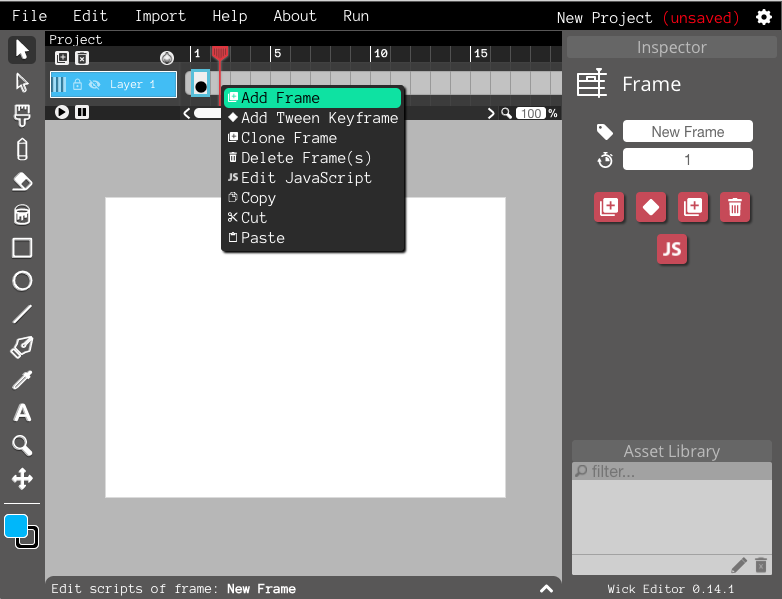 File Edit Import Help About Run
New Project (unsaved)
Project
1 5 10 15
Layer 1
100 %
Add Frame
Add Tween Keyframe
Clone Frame
Delete Frame(s)
JS Edit JavaScript
Copy
Cut
Paste
A
Inspector
Frame
New Frame
1
JS
Asset Library
filter...
Edit scripts of frame: New Frame
Wick Editor 0.14.1